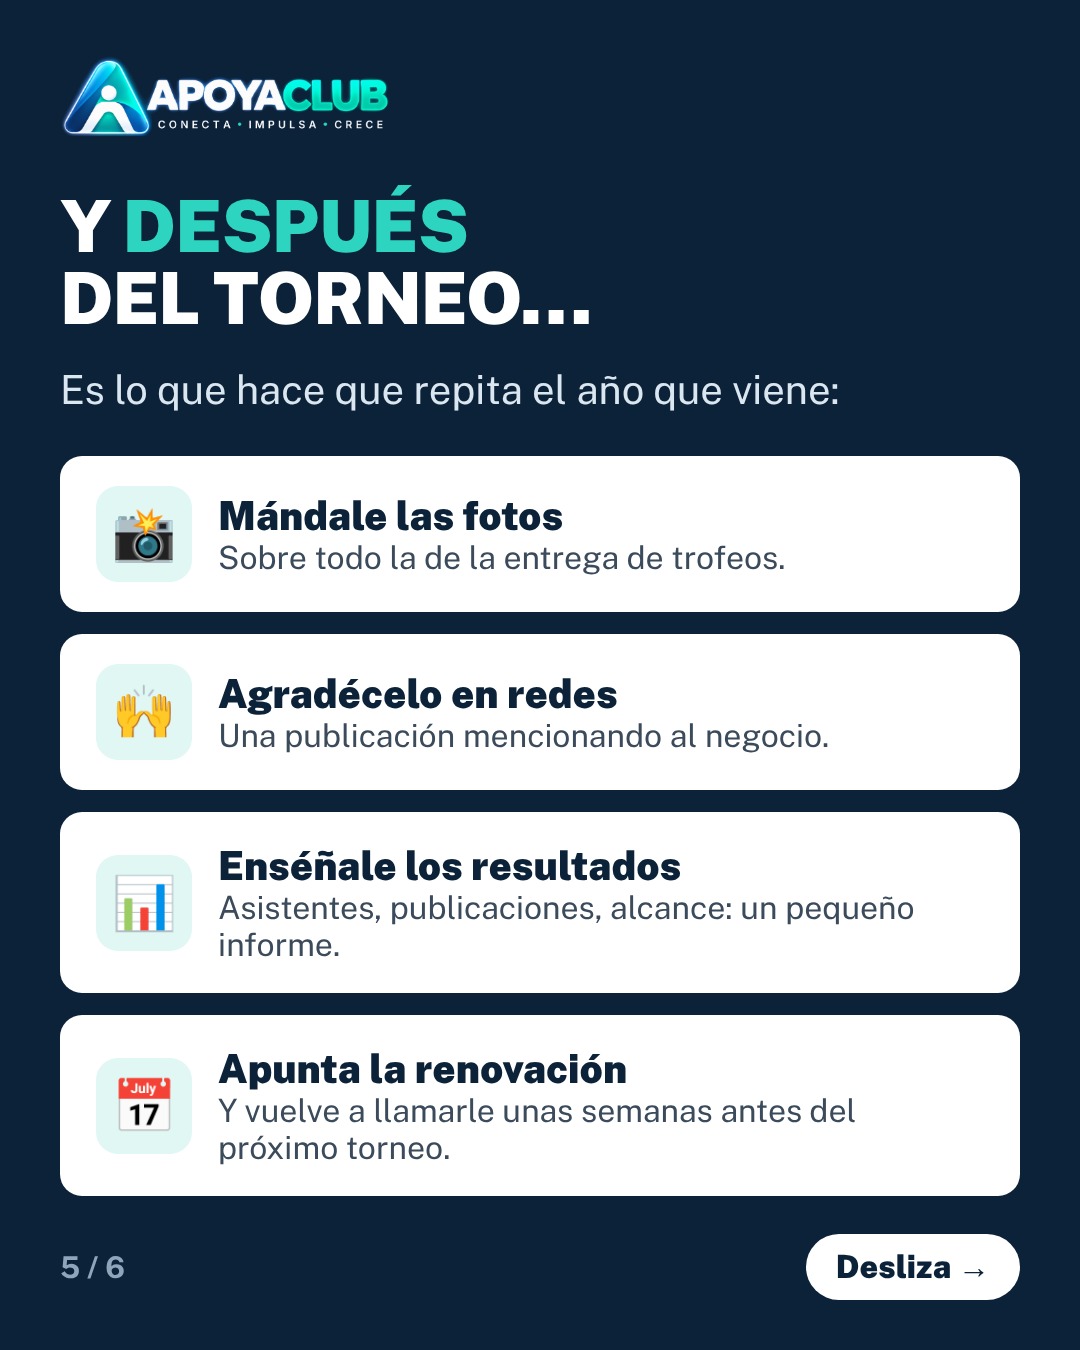 APOYACLUB
CONECTA • IMPULSA • CRECE
Y DESPUÉS
DEL TORNEO...
Es lo que hace que repita el año que viene:
Mándale las fotos
Sobre todo la de la entrega de trofeos.
Agradécelo en redes
Una publicación mencionando al negocio.
Enséñale los resultados
Asistentes, publicaciones, alcance: un pequeño
informe.
July
17
Apunta la renovación
Y vuelve a llamarle unas semanas antes del
próximo torneo.
5 / 6
Desliza →